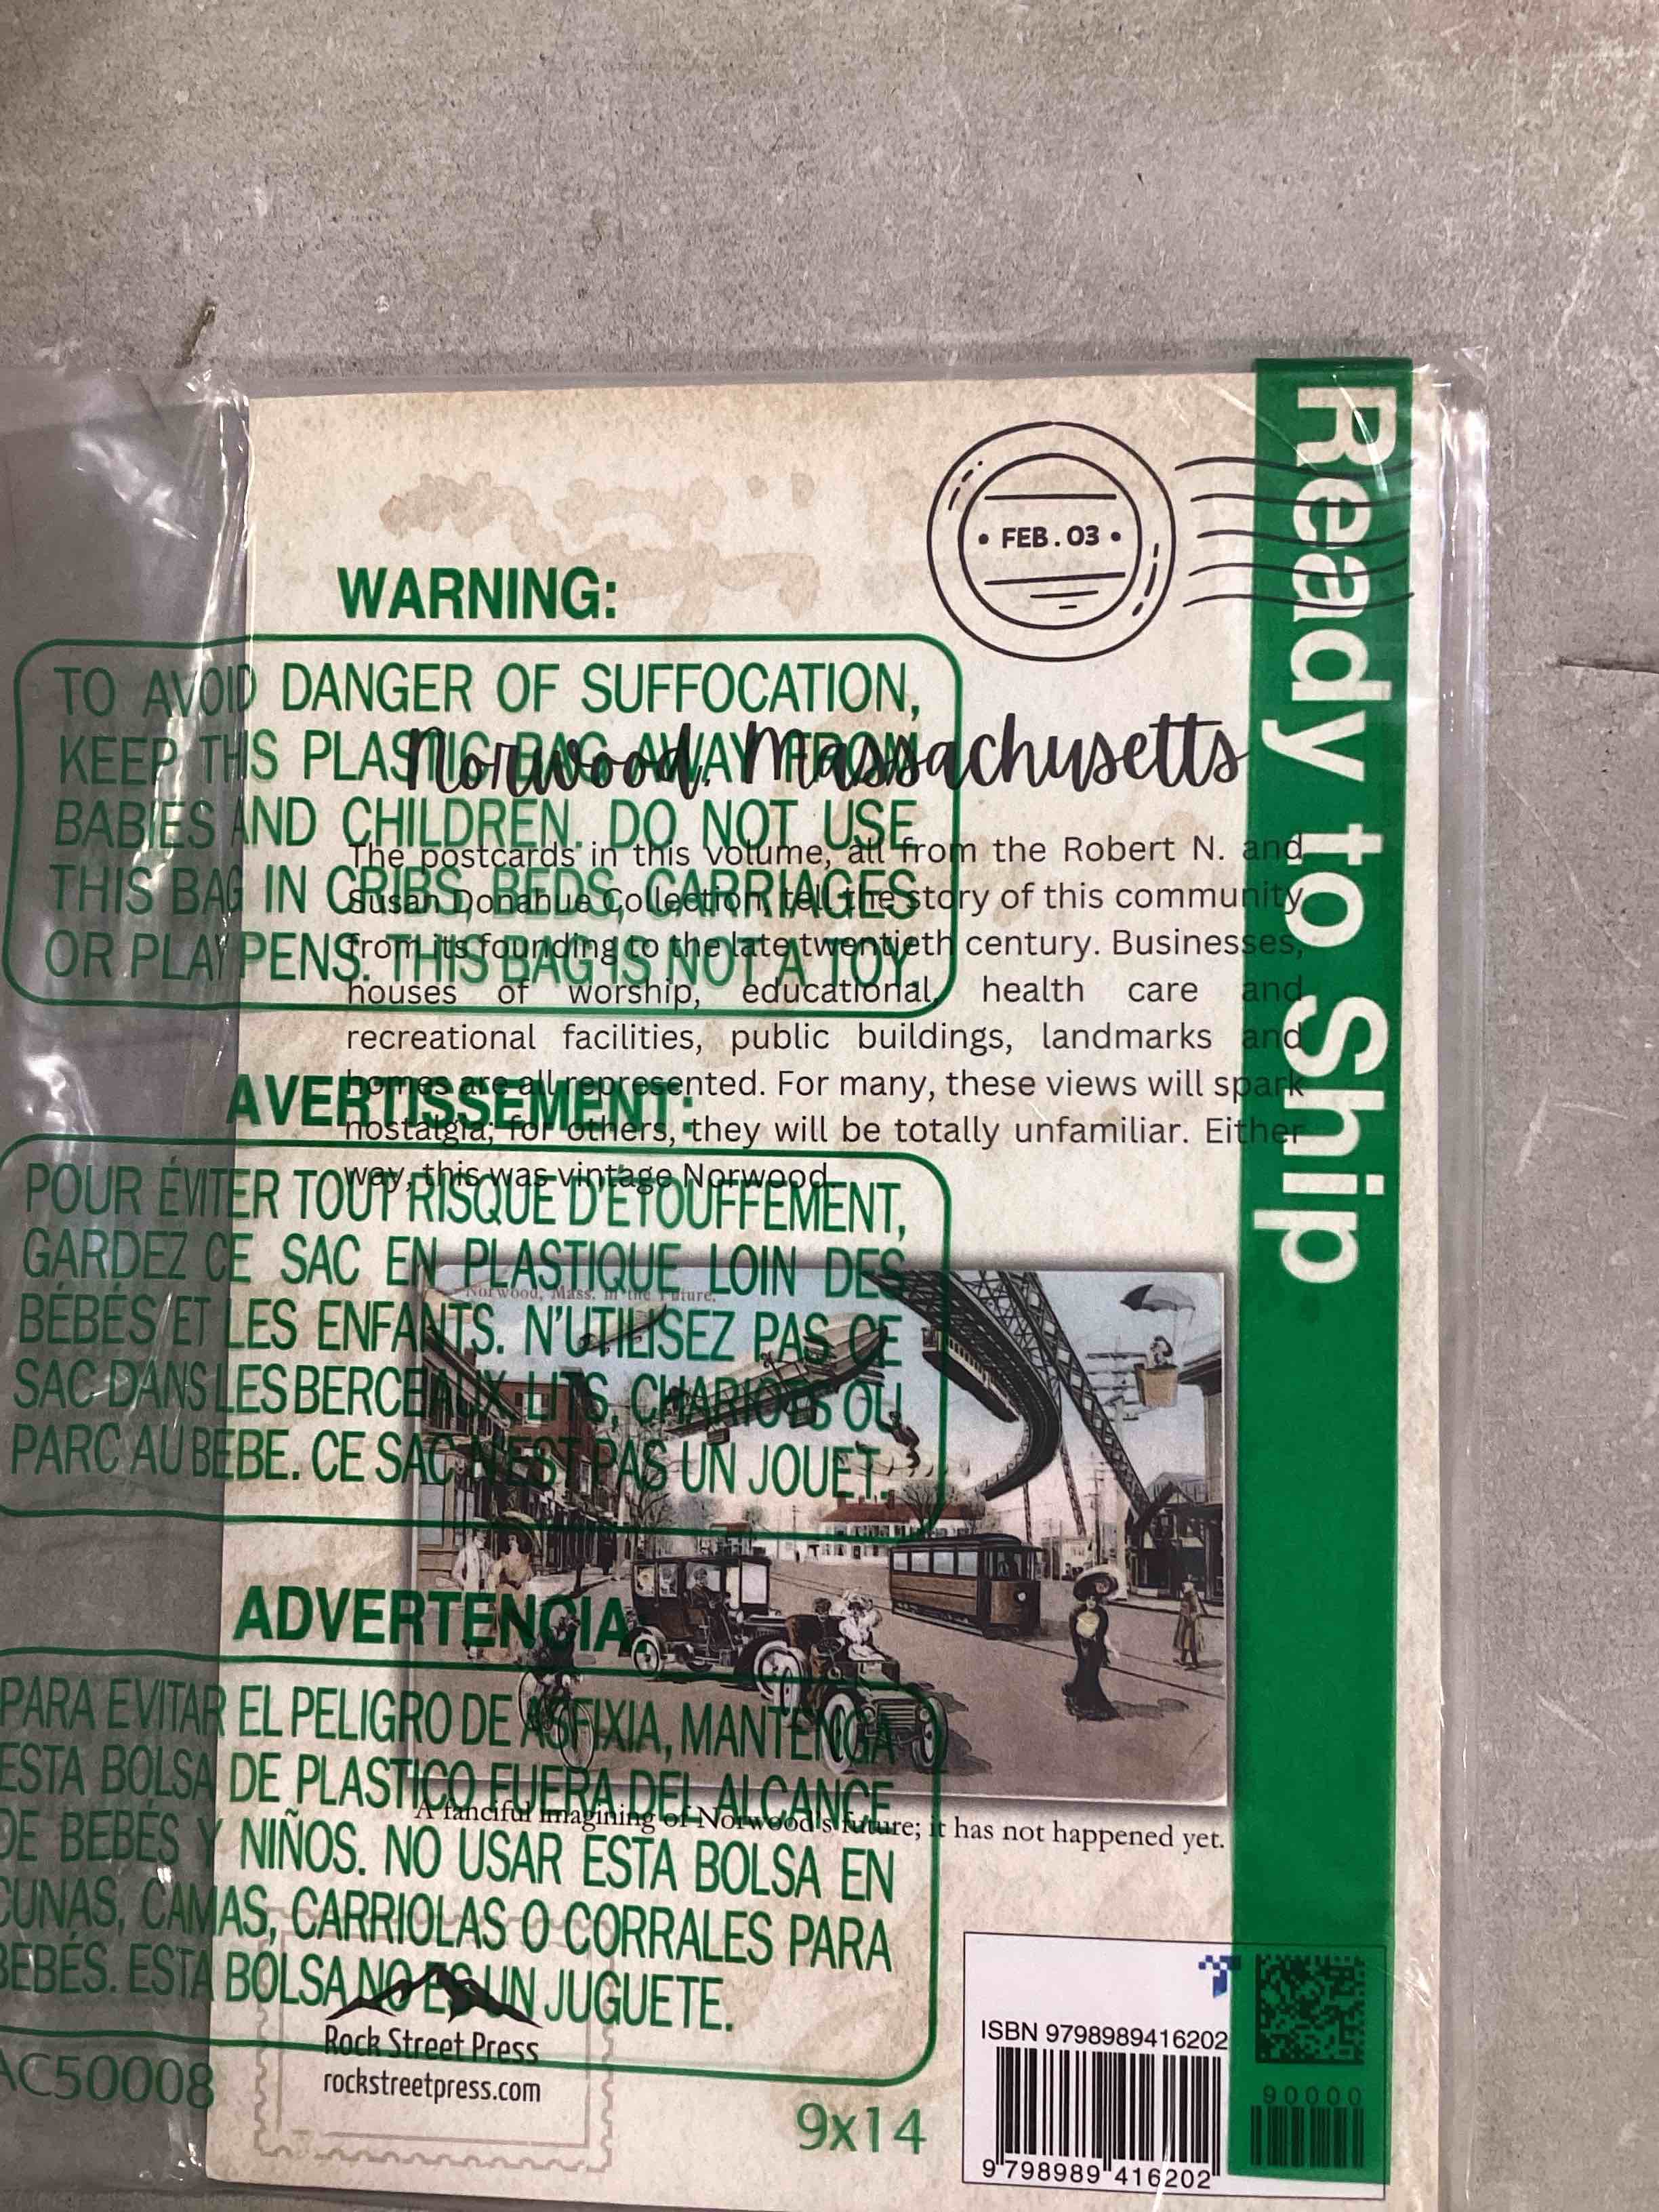 Ready to Ship
• FEB . 03 •
WARNING:
TO AVOID DANGER OF SUFFOCATION,
KEEP THIS PLASTIC BAG AWAY FROM
BABIES AND CHILDREN. DO NOT USE
THIS BAG IN CRIBS, BEDS, CARRIAGES
OR PLAY PENS. THIS BAG IS NOT A TOY.
Norwood, Massachusetts
The postcards in this volume, all from the Robert N. and
Susan Donahue Collection, tell the story of this community
from its founding to the late twentieth century. Businesses,
houses of worship, educational, health care and
recreational facilities, public buildings, landmarks and
homes are all represented. For many, these views will spark
nostalgia; for others, they will be totally unfamiliar. Either
way, this was vintage Norwood.
AVERTISSEMENT:
POUR ÉVITER TOUT RISQUE D'ETOUFFEMENT,
GARDEZ CE SAC EN PLASTIQUE LOIN DES
BÉBÉS ET LES ENFANTS. N'UTILISEZ PAS CE
SAC DANS LES BERCEAUX, LITS, CHARIOTS OU
PARC AU BEBE. CE SAC N'EST PAS UN JOUET.
Norwood, Mass. in the Future.
ADVERTENCIA:
PARA EVITAR EL PELIGRO DE ASFIXIA, MANTENGA
ESTA BOLSA DE PLASTICO FUERA DEL ALCANCE
DE BEBÉS Y NIÑOS. NO USAR ESTA BOLSA EN
CUNAS, CAMAS, CARRIOLAS O CORRALES PARA
BEBÉS. ESTA BOLSA NO ES UN JUGUETE.
A fanciful imagining of Norwood's future; it has not happened yet.
Rock Street Press
rockstreetpress.com
AC50008
9x14
ISBN 9798989416202
90000
9 798989 416202